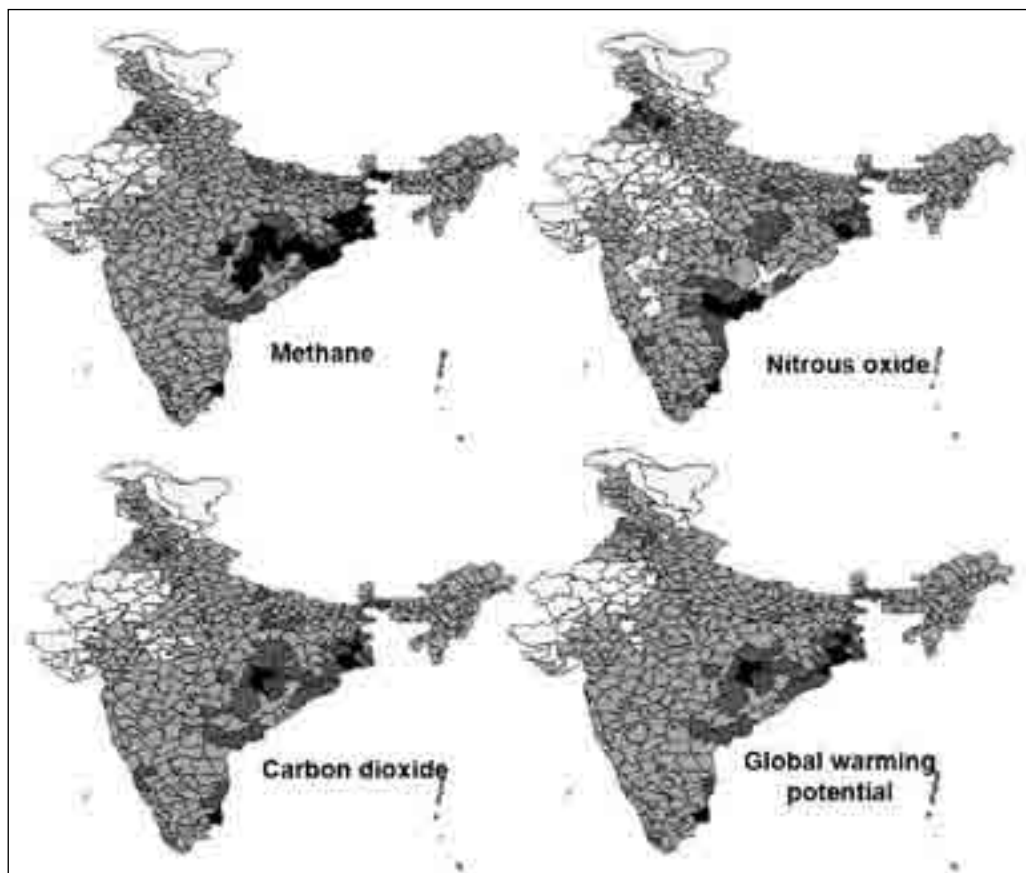 Methane
Nitrous oxide
Carbon dioxide
Global warming
potential